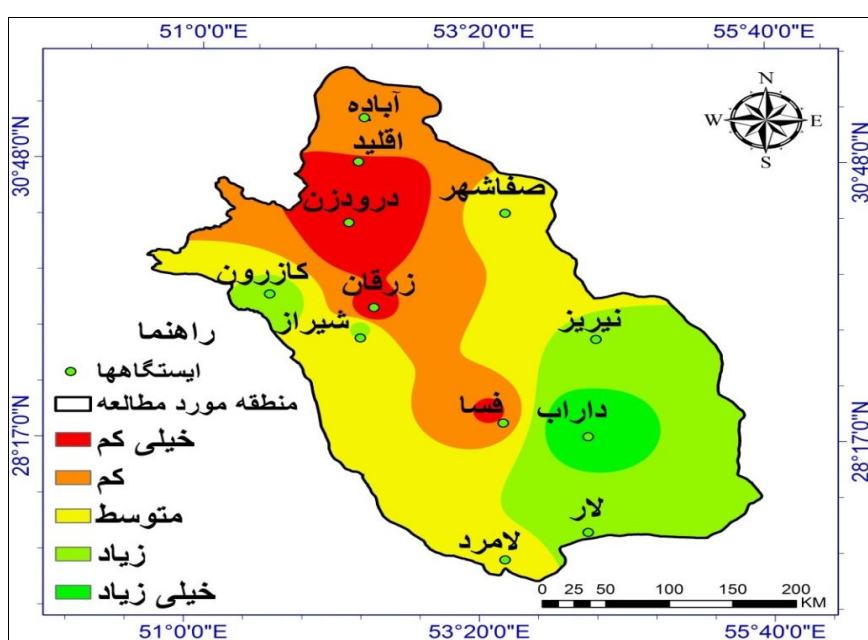 51°0'0"E
53°20'0"E
55°40'0"E
30°48'0"N
30°48'0"N
28°17'0"N
28°17'0"N
N
W
E
S
آباده
اقلید
صفاشهر
درودزن
کازرون
زرقان
شیراز
نیریز
فسا
داراب
لار
لامرد
راهنما
ایستگاهها
منطقه مورد مطالعه
خیلی کم
کم
متوسط
زیاد
خیلی زیاد
0 25 50 100 150 200
KM
51°0'0"E
53°20'0"E
55°40'0"E